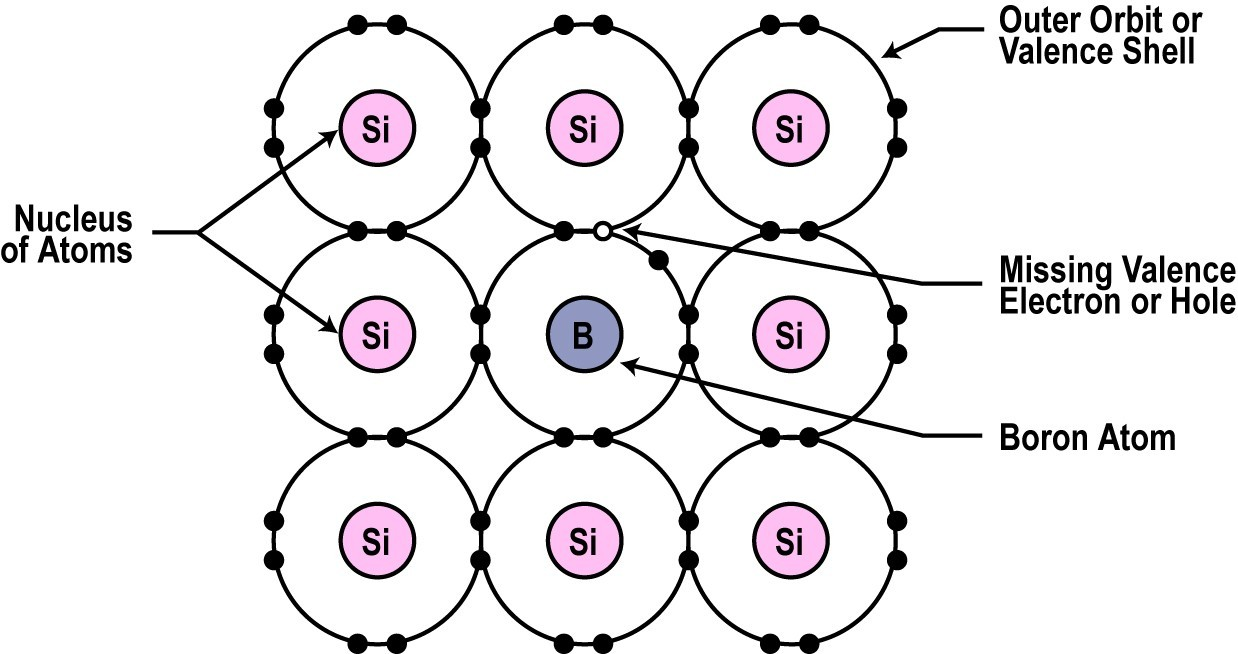 Outer Orbit or
Valence Shell
Si
Si
Si
Nucleus
of Atoms
Missing Valence
Electron or Hole
Si
B
Si
Boron Atom
Si
Si
Si